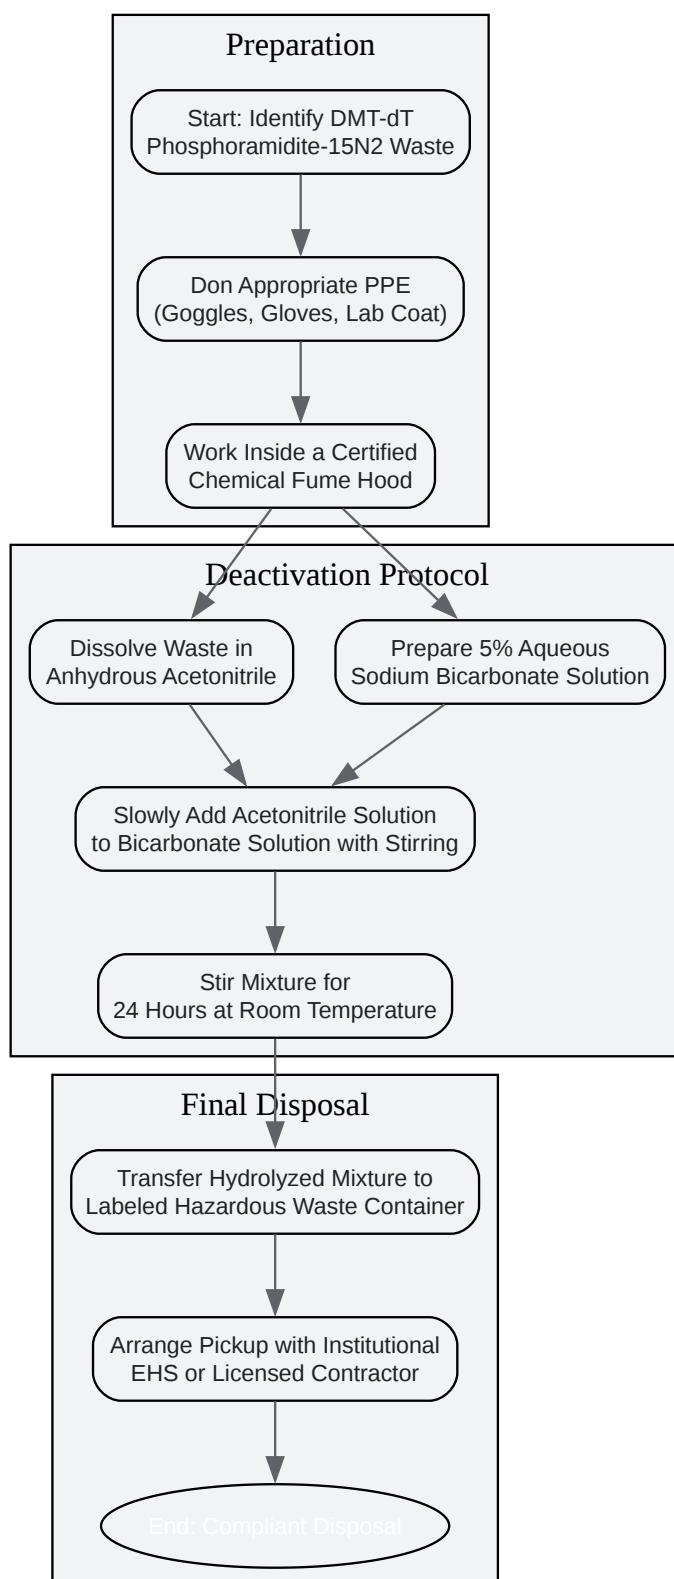 Preparation
Start: Identify DMT-dT
Phosphoramidite-15N2 Waste
Don Appropriate PPE
(Goggles, Gloves, Lab Coat)
Work Inside a Certified
Chemical Fume Hood
Deactivation Protocol
Dissolve Waste in
Anhydrous Acetonitrile
Prepare 5% Aqueous
Sodium Bicarbonate Solution
Slowly Add Acetonitrile Solution
to Bicarbonate Solution with Stirring
Stir Mixture for
24 Hours at Room Temperature
Final Disposal
Transfer Hydrolyzed Mixture to
Labeled Hazardous Waste Container
Arrange Pickup with Institutional
EHS or Licensed Contractor
End: Compliant Disposal